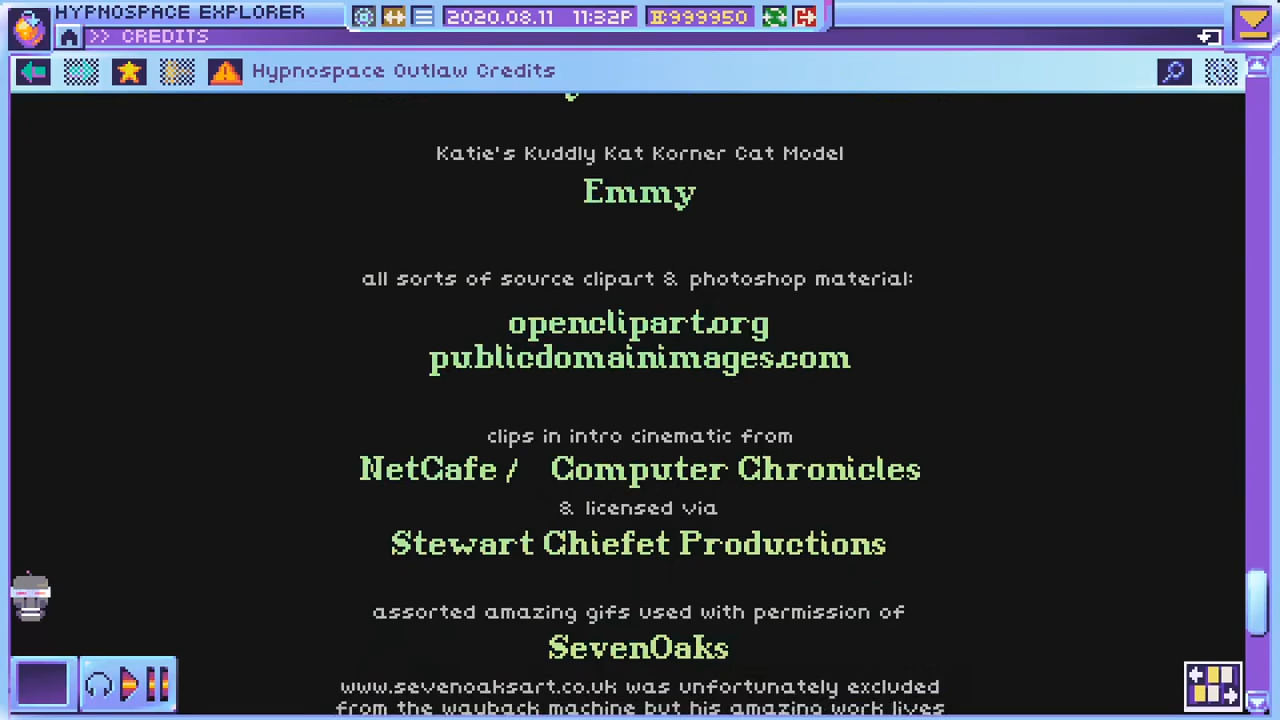 HYPNOSPACE EXPLORER
2020.08.11 11:32P
999950
>> CREDITS
Hypnospace Outlaw Credits
Katie's Kuddly Kat Korner Cat Model
Emmy
all sorts of source clipart & photoshop material:
openclipart.org
publicdomainimages.com
clips in intro cinematic from
NetCafe / Computer Chronicles
& licensed via
Stewart Chiefet Productions
assorted amazing gifs used with permission of
SevenOaks
www.sevenoaksart.co.uk was unfortunately excluded
from the wayback machine but his amazing work lives